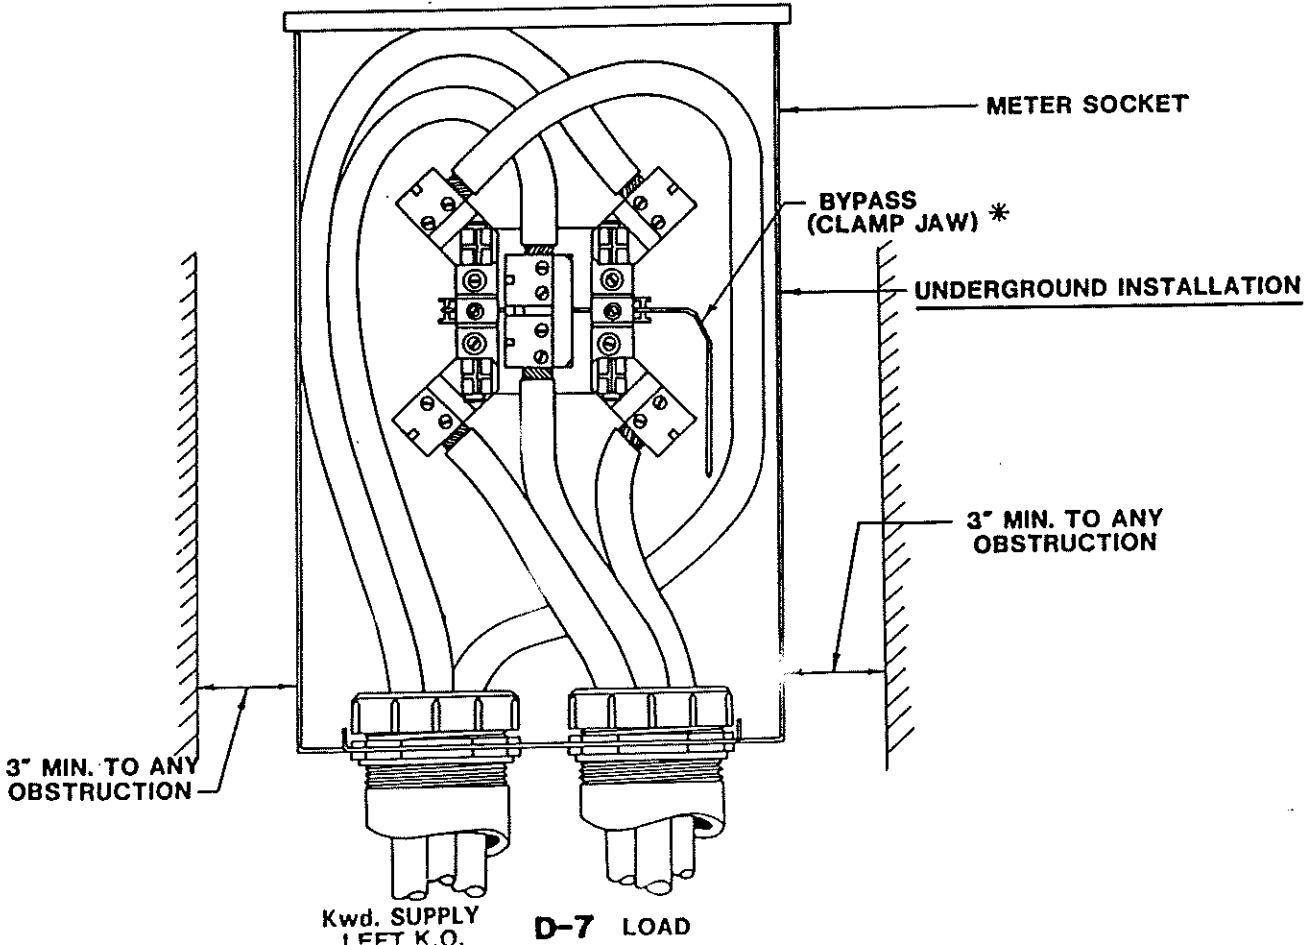 METER SOCKET
BYPASS
(CLAMP JAW) *
UNDERGROUND INSTALLATION
3" MIN. TO ANY
OBSTRUCTION
3" MIN. TO ANY
OBSTRUCTION
Kwd. SUPPLY
LEFT K.O.
D-7 LOAD